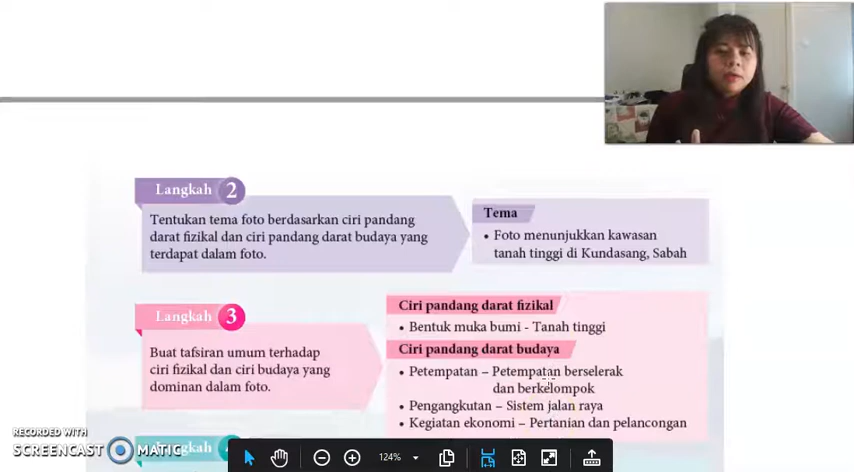 Langkah 2
Tentukan tema foto berdasarkan ciri pandang
darat fizikal dan ciri pandang darat budaya yang
terdapat dalam foto.
Tema
• Foto menunjukkan kawasan
tanah tinggi di Kundasang, Sabah
Langkah 3
Buat tafsiran umum terhadap
ciri fizikal dan ciri budaya yang
dominan dalam foto.
Ciri pandang darat fizikal
• Bentuk muka bumi - Tanah tinggi
Ciri pandang darat budaya
• Petempatan – Petempatan berselerak
dan berkelompok
• Pengangkutan – Sistem jalan raya
• Kegiatan ekonomi – Pertanian dan pelancongan
RECORDED WITH
SCREENCAST MATIC
124%